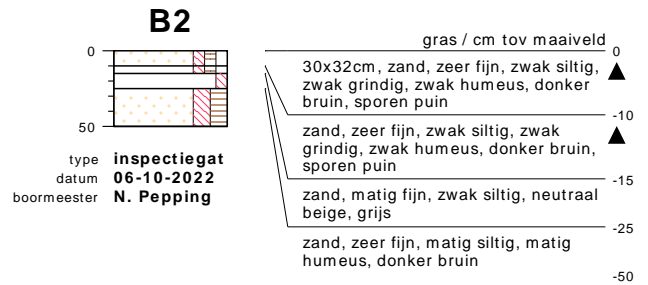 B2
gras / cm tov maaiveld
0
0
30x32cm, zand, zeer fijn, zwak siltig,
zwak grindig, zwak humeus, donker
bruin, sporen puin
-10
zand, zeer fijn, zwak siltig, zwak
grindig, zwak humeus, donker bruin,
sporen puin
-15
zand, matig fijn, zwak siltig, neutraal
beige, grijs
-25
zand, zeer fijn, matig siltig, matig
humeus, donker bruin
-50
50
type inspectiegat
datum 06-10-2022
boormeester N. Pepping